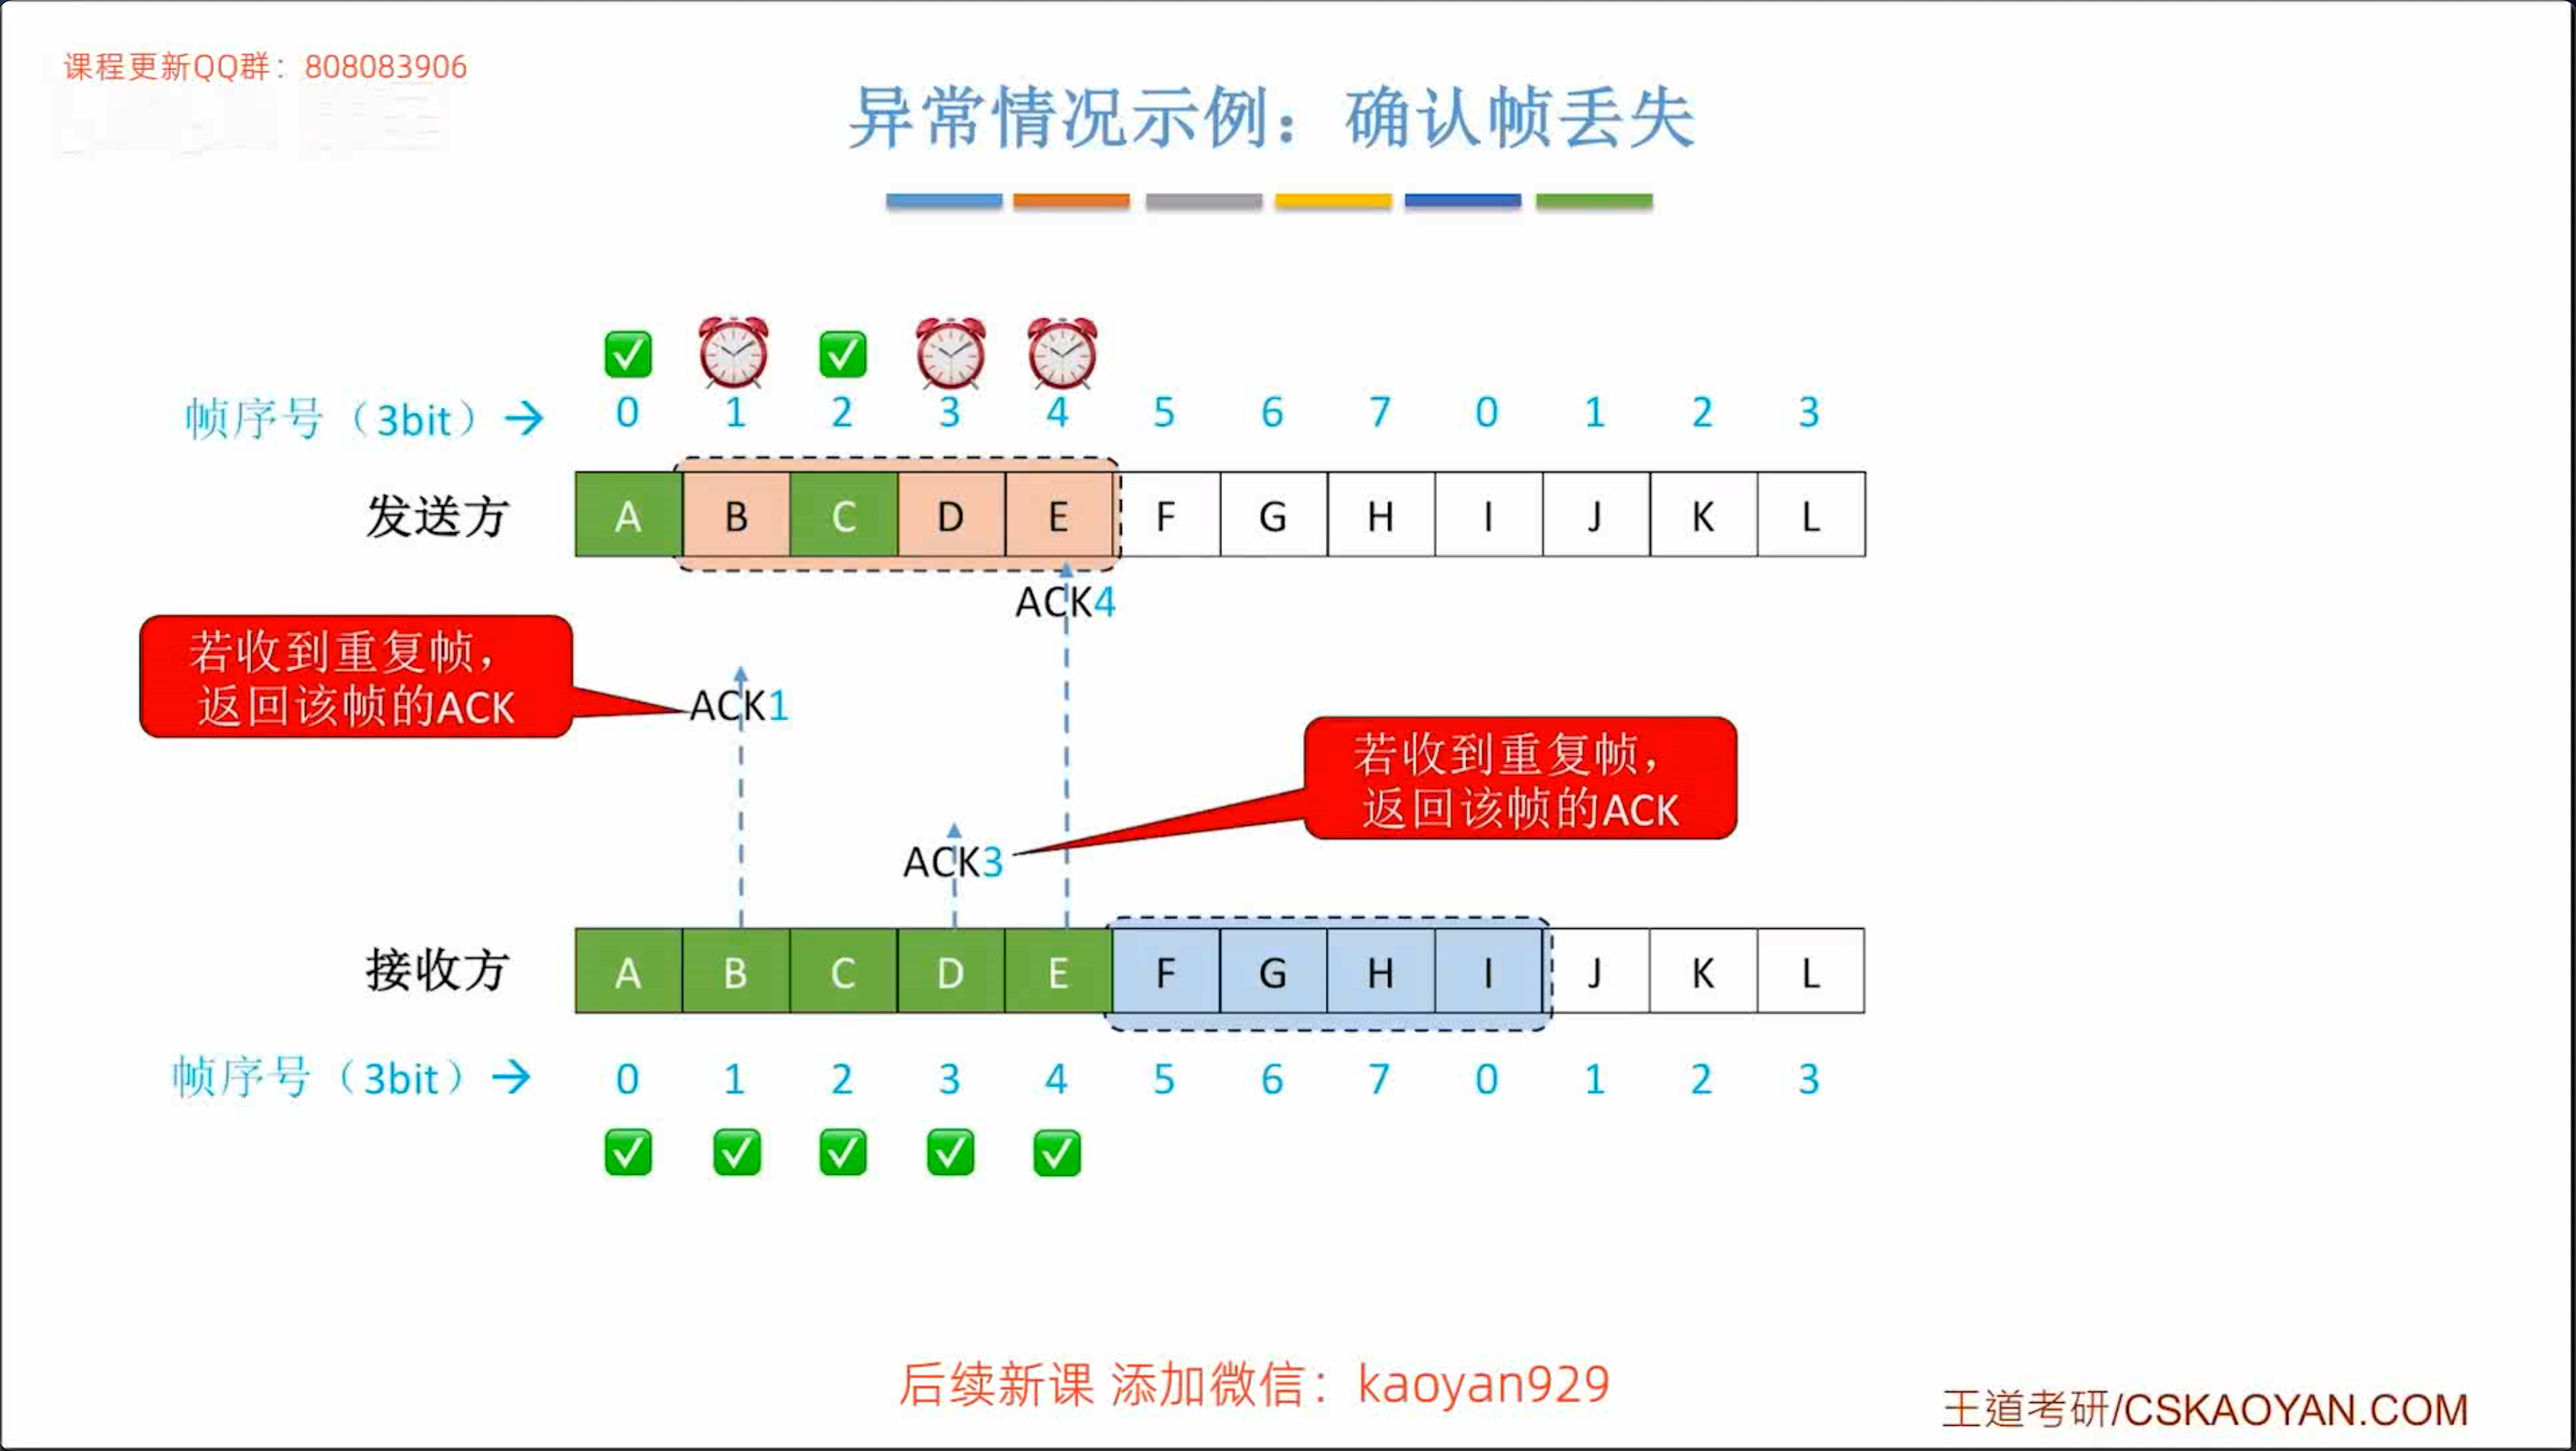 课程更新QQ群：808083906
异常情况示例：确认帧丢失
帧序号（3bit）→ 0 1 2 3 4 5 6 7 0 1 2 3
发送方 A B C D E F G H I J K L
ACK4
若收到重复帧，
返回该帧的ACK
ACK1
若收到重复帧，
返回该帧的ACK
ACK3
接收方 A B C D E F G H I J K L
帧序号（3bit）→ 0 1 2 3 4 5 6 7 0 1 2 3
后续新课 添加微信：kaoyan929
王道考研/CSKAOYAN.COM